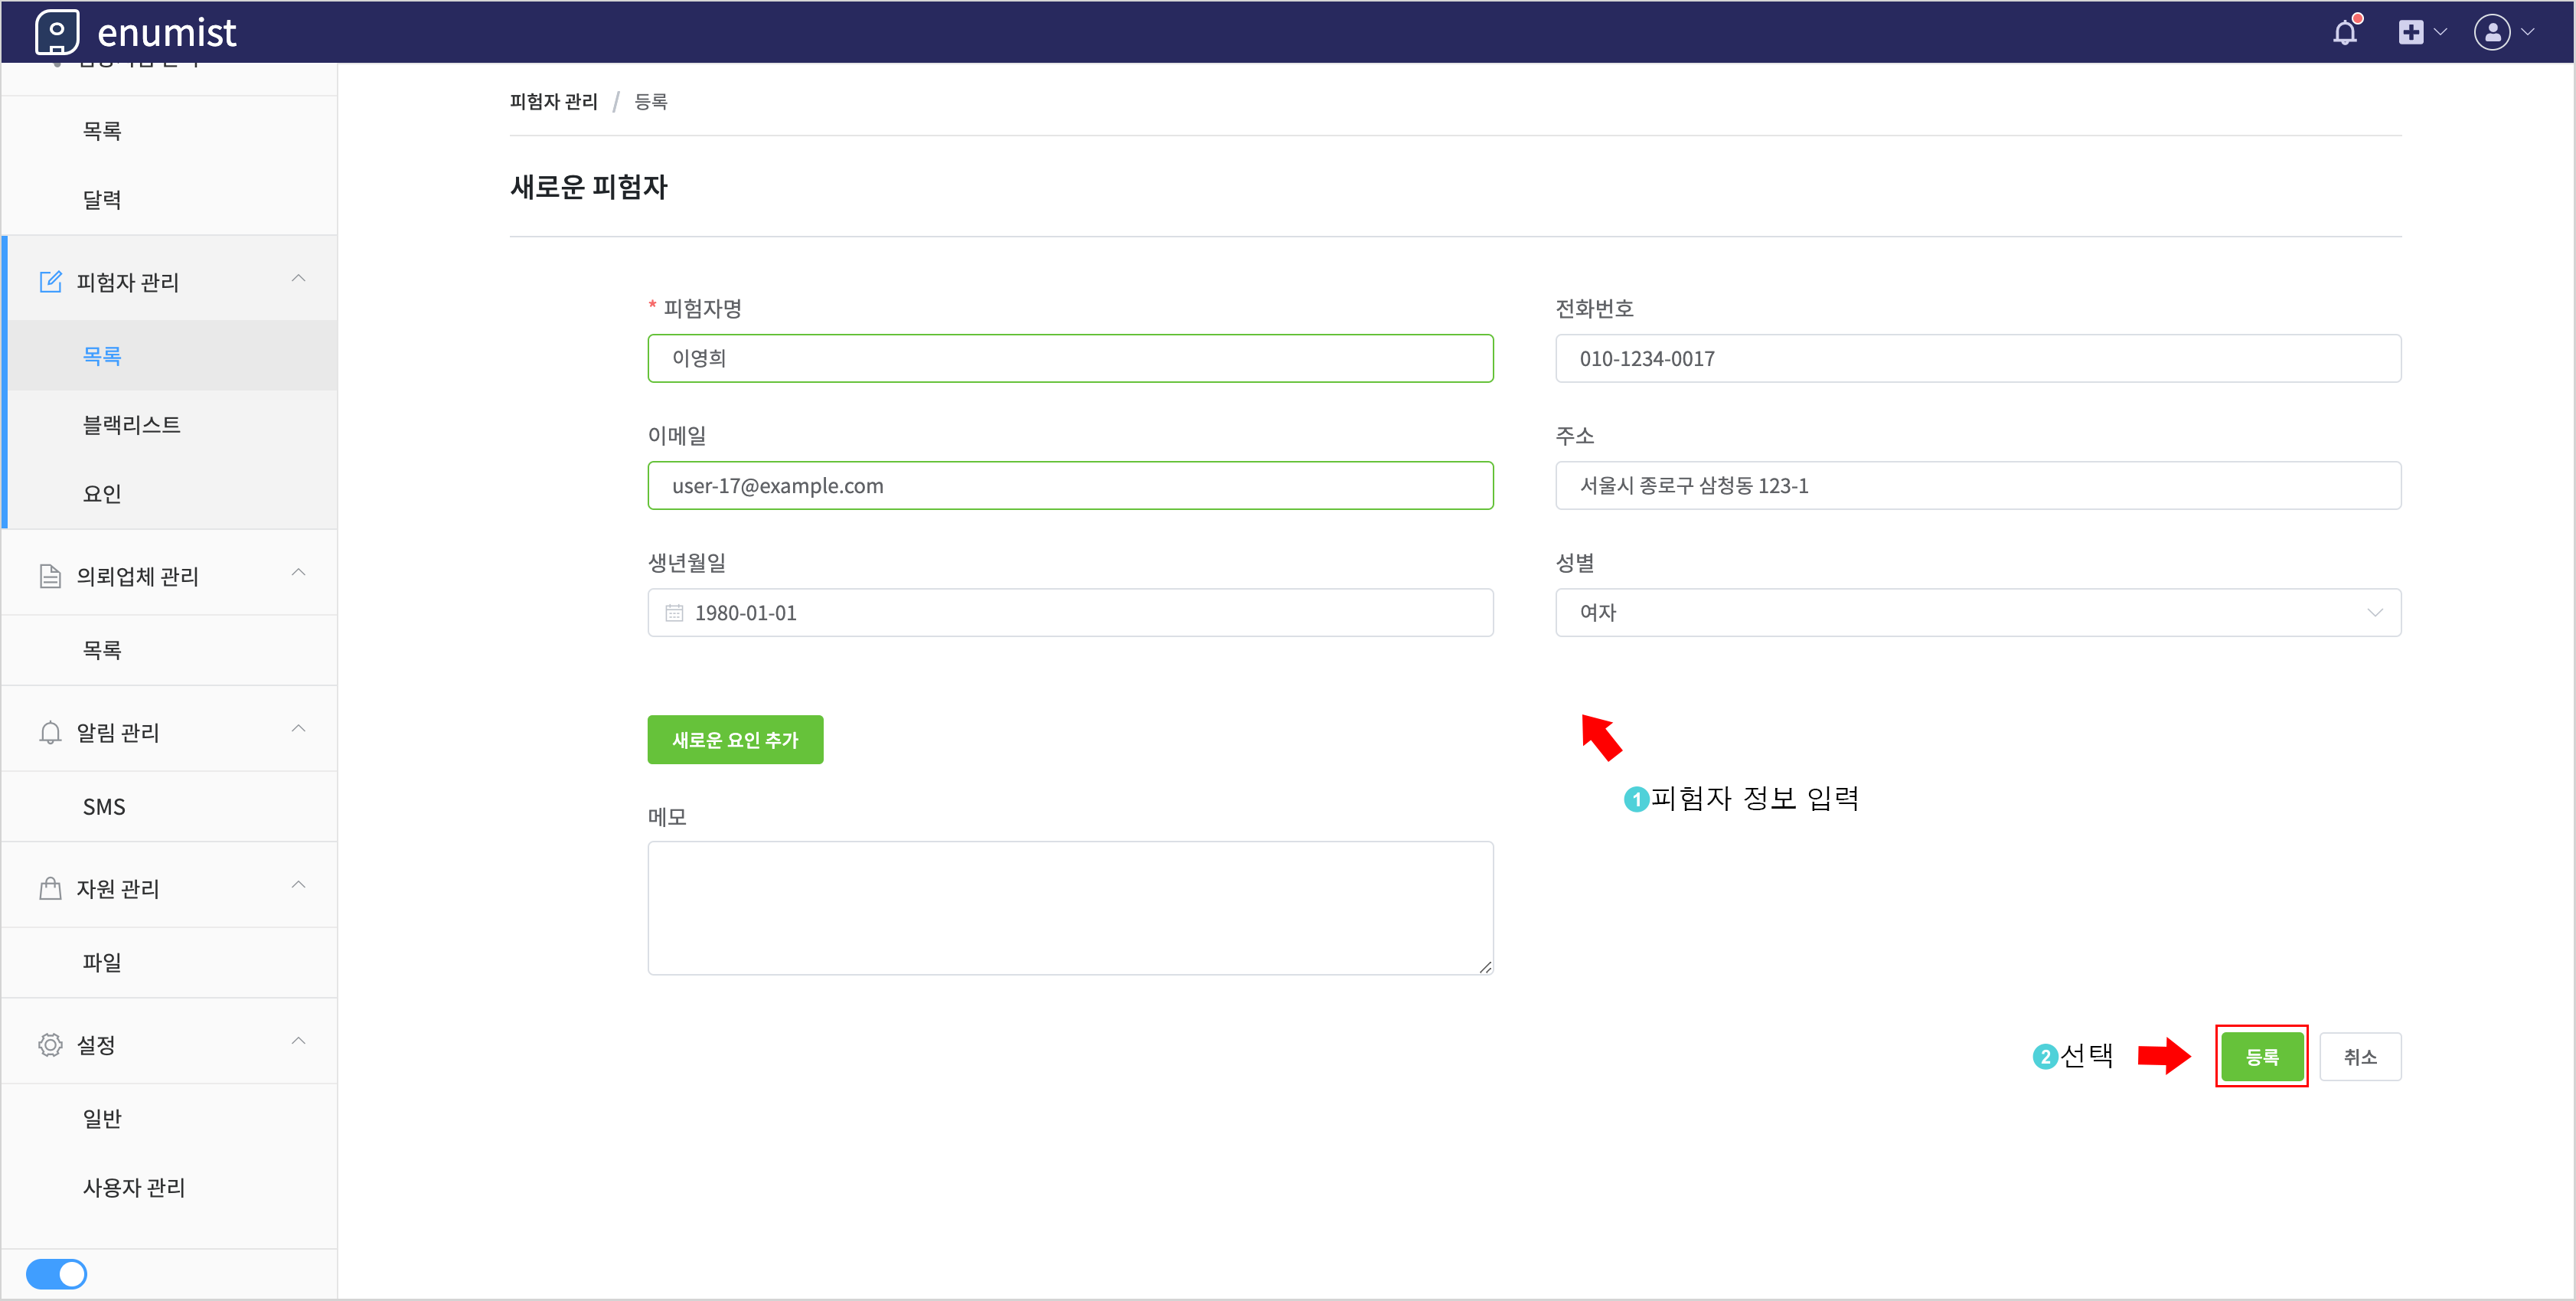 enumist
목록
달력
피험자 관리
목록
블랙리스트
요인
의뢰업체 관리
목록
알림 관리
SMS
자원 관리
파일
설정
일반
사용자 관리
피험자 관리 / 등록
새로운 피험자
* 피험자명
이영희
전화번호
010-1234-0017
이메일
user-17@example.com
주소
서울시 종로구 삼청동 123-1
생년월일
1980-01-01
성별
여자
새로운 요인 추가
1 피험자 정보 입력
메모
2 선택
등록
취소